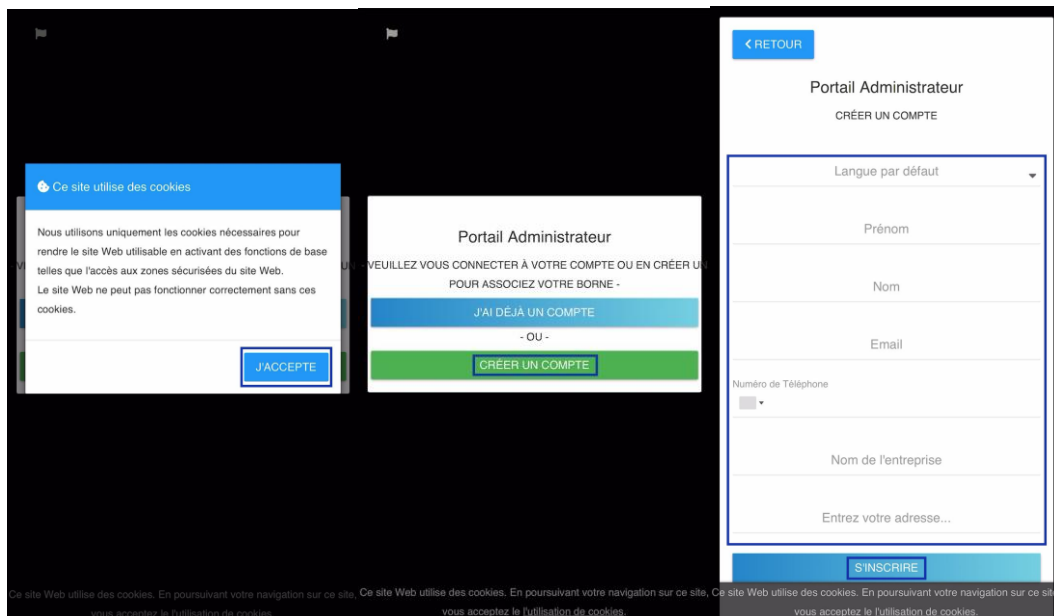 Ce site utilise des cookies
Nous utilisons uniquement les cookies nécessaires pour
rendre le site Web utilisable en activant des fonctions de base
telles que l'accès aux zones sécurisées du site Web.
Le site Web ne peut pas fonctionner correctement sans ces
cookies.
J'ACCEPTE
Ce site Web utilise des cookies. En poursuivant votre navigation sur ce site,
vous acceptez le l'utilisation de cookies.
Portail Administrateur
- VEUILLEZ VOUS CONNECTER À VOTRE COMPTE OU EN CRÉER UN
POUR ASSOCIEZ VOTRE BORNE -
J'AI DÉJÀ UN COMPTE
- OU -
CRÉER UN COMPTE
Ce site Web utilise des cookies. En poursuivant votre navigation sur ce site,
vous acceptez le l'utilisation de cookies.
RETOUR
Portail Administrateur
CRÉER UN COMPTE
Langue par défaut
Prénom
Nom
Email
Numéro de Téléphone
Nom de l'entreprise
Entrez votre adresse...
S'INSCRIRE
Ce site Web utilise des cookies. En poursuivant votre navigation sur ce site
vous acceptez le l'utilisation de cookies.